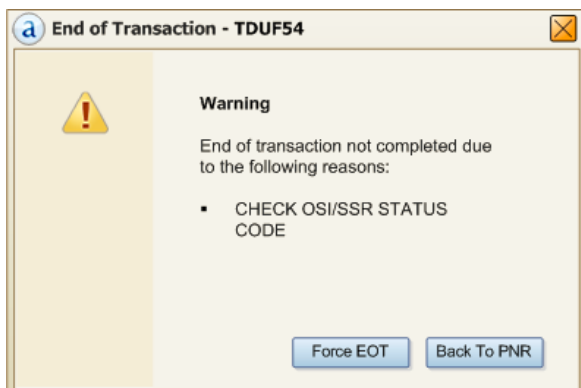 a End of Transaction - TDUF54
Warning
End of transaction not completed due
to the following reasons:
▪ CHECK OSI/SSR STATUS
CODE
Force EOT Back To PNR